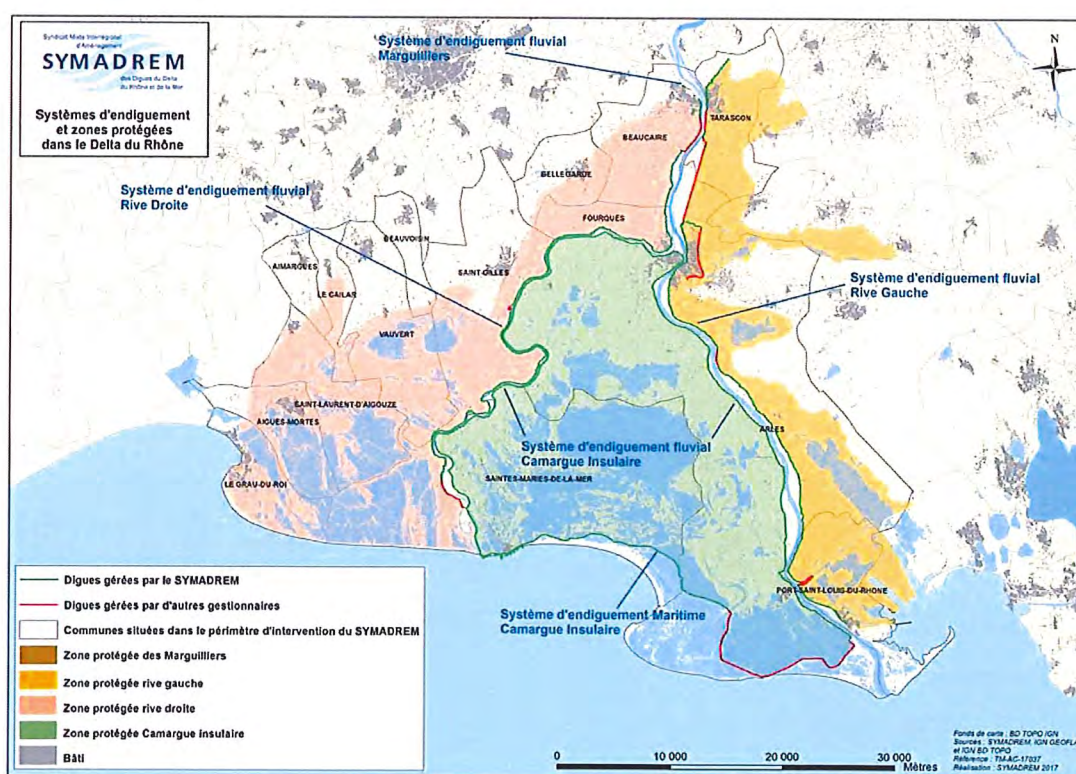 Syndicat Mixte Interrégional
d'Aménagement
SYMADREM
des Digues du Delta
du Rhône et de la Mer
Systèmes d'endiguement
et zones protégées
dans le Delta du Rhône
Système d'endiguement fluvial
Marguilliers
N
TARASCON
BEAUCAIRE
BELLEGARDE
Système d'endiguement fluvial
Rive Droite
FOURQUES
BEAUVOISIN
AIMARGUES
SAINT-GILLES
LE CAILAR
Système d'endiguement fluvial
Rive Gauche
VAUVERT
SAINT-LAURENT-D'AIGOUZE
AIGUES-MORTES
ARLES
Système d'endiguement fluvial
Camargue Insulaire
LE GRAU-DU-ROI
SAINTES-MARIES-DE-LA-MER
PORT-SAINT-LOUIS-DU-RHONE
Système d'endiguement Maritime
Camargue Insulaire
Digues gérées par le SYMADREM
Digues gérées par d'autres gestionnaires
Communes situées dans le périmètre d'intervention du SYMADREM
Zone protégée des Marguilliers
Zone protégée rive gauche
Zone protégée rive droite
Zone protégée Camargue insulaire
Bâti
0 10 000 20 000 30 000
Mètres
Fonds de carte : BD TOPO IGN
Sources : SYMADREM, IGN GEOFLA
et IGN BD TOPO
Référence : TM-AC-17037
Réalisation : SYMADREM 2017